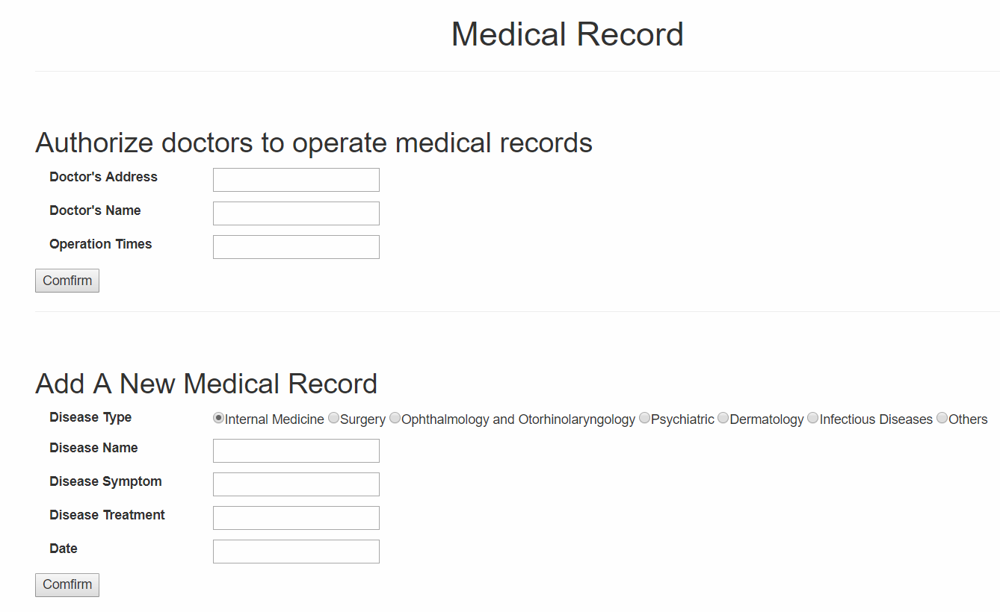 Medical Record
Authorize doctors to operate medical records
Doctor's Address
Doctor's Name
Operation Times
Comfirm
Add A New Medical Record
Disease Type Internal Medicine Surgery Ophthalmology and Otorhinolaryngology Psychiatric Dermatology Infectious Diseases Others
Disease Name
Disease Symptom
Disease Treatment
Date
Comfirm